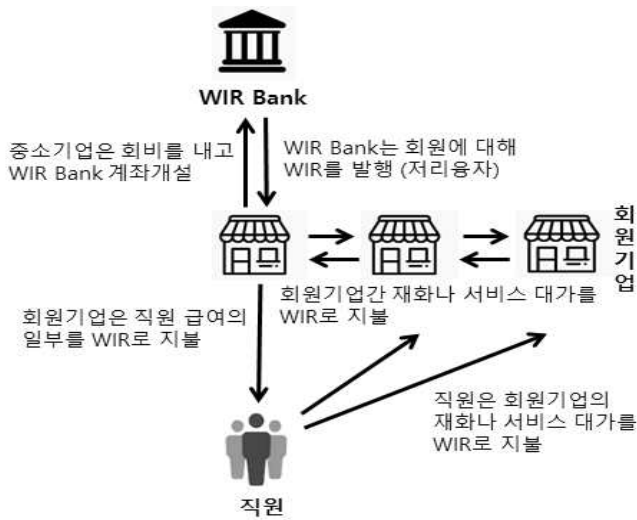 WIR Bank
중소기업은 회비를 내고
WIR Bank 계좌개설
WIR Bank는 회원에 대해
WIR를 발행 (저리융자)
회
원
기
업
회원기업은 직원 급여의
일부를 WIR로 지불
회원기업간 재화나 서비스 대가를
WIR로 지불
직원은 회원기업의
재화나 서비스 대가를
WIR로 지불
직원